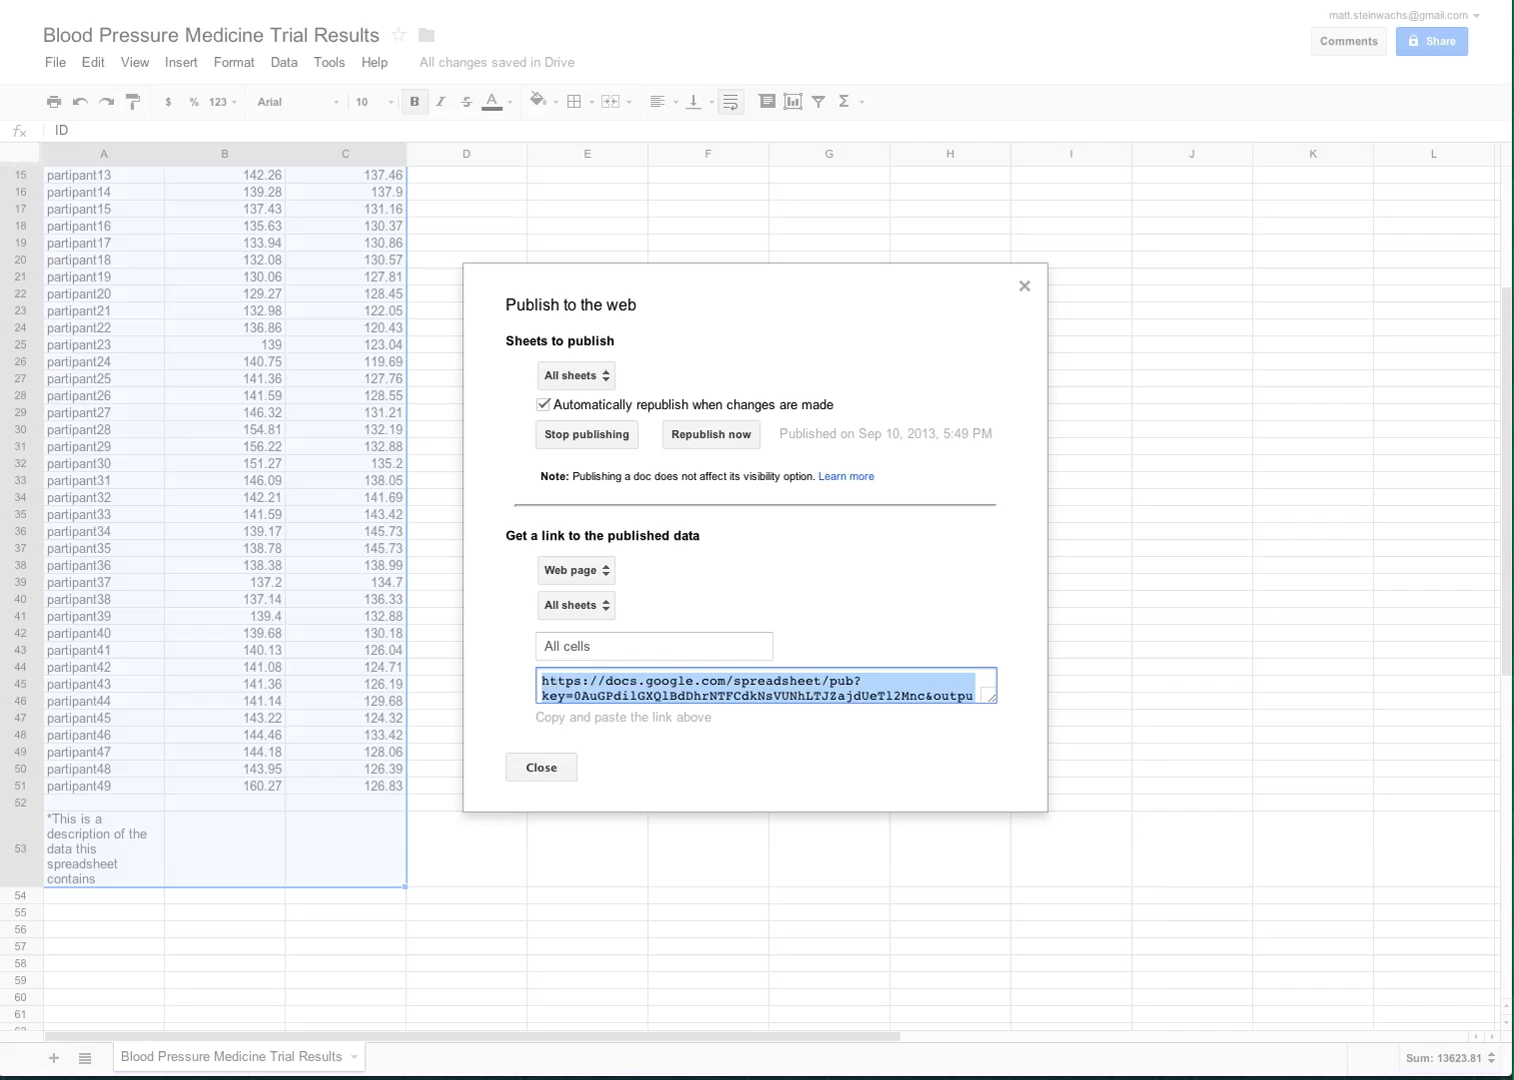 matt.steinwachs@gmail.com
Blood Pressure Medicine Trial Results
Comments
Share
File Edit View Insert Format Data Tools Help All changes saved in Drive
$ % 123 Arial 10 B I S A Σ
fx ID
A B C D E F G H I J K L
15 partipant13 142.26 137.46
16 partipant14 139.28 137.9
17 partipant15 137.43 131.16
18 partipant16 135.63 130.37
19 partipant17 133.94 130.86
20 partipant18 132.08 130.57
21 partipant19 130.06 127.81
22 partipant20 129.27 128.45
23 partipant21 132.98 122.05
24 partipant22 136.86 120.43
25 partipant23 139 123.04
26 partipant24 140.75 119.69
27 partipant25 141.36 127.76
28 partipant26 141.59 128.55
29 partipant27 146.32 131.21
30 partipant28 154.81 132.19
31 partipant29 156.22 132.88
32 partipant30 151.27 135.2
33 partipant31 146.09 138.05
34 partipant32 142.21 141.69
35 partipant33 141.59 143.42
36 partipant34 139.17 145.73
37 partipant35 138.78 145.73
38 partipant36 138.38 138.99
39 partipant37 137.2 134.7
40 partipant38 137.14 136.33
41 partipant39 139.4 132.88
42 partipant40 139.68 130.18
43 partipant41 140.13 126.04
44 partipant42 141.08 124.71
45 partipant43 141.36 126.19
46 partipant44 141.14 129.68
47 partipant45 143.22 124.32
48 partipant46 144.46 133.42
49 partipant47 144.18 128.06
50 partipant48 143.95 126.39
51 partipant49 160.27 126.83
52
53 *This is a
description of the
data this
spreadsheet
contains
54
55
56
57
58
59
60
61
Publish to the web
Sheets to publish
All sheets
Automatically republish when changes are made
Stop publishing Republish now Published on Sep 10, 2013, 5:49 PM
Note: Publishing a doc does not affect its visibility option. Learn more
Get a link to the published data
Web page
All sheets
All cells
https://docs.google.com/spreadsheet/pub?
key=0AuGPdilGXQlBdDhrNTFCdkNsVUNhLTJZajdUeTl2Mnc&outpu
Copy and paste the link above
Close
Blood Pressure Medicine Trial Results
Sum: 13623.81